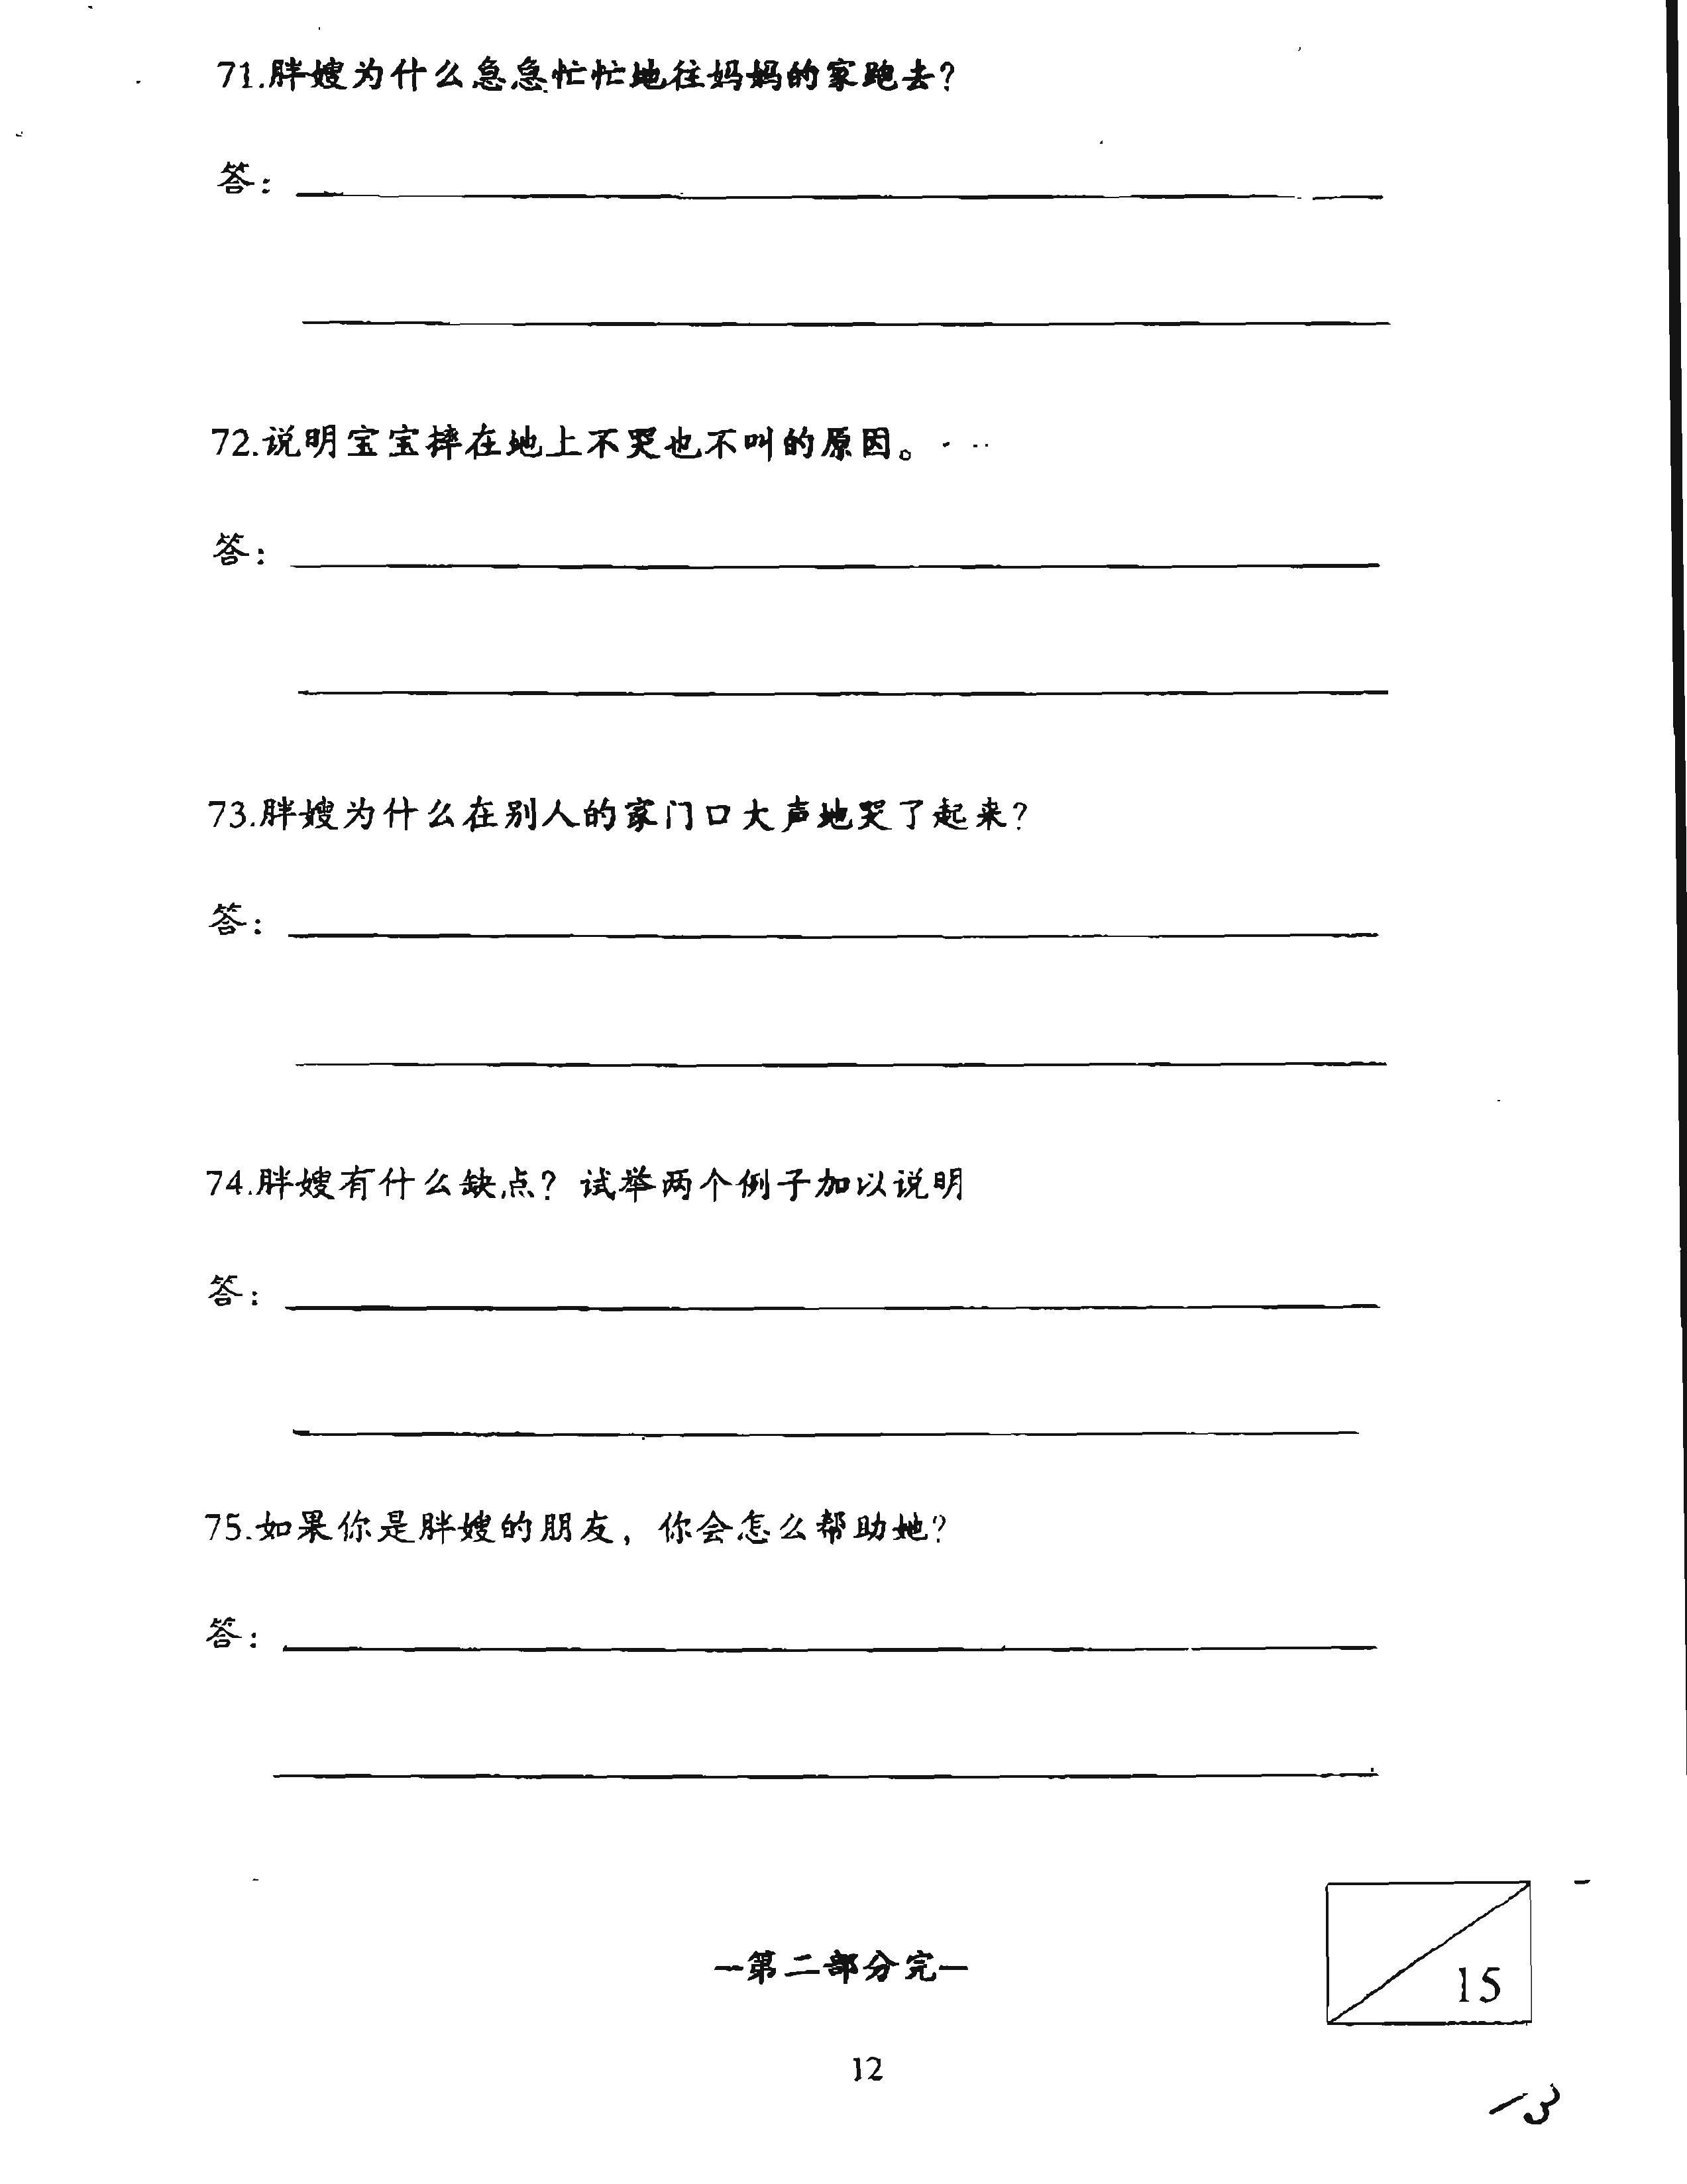 71.胖嫂为什么急急忙忙地往妈妈的家跑去?
答:
72.说明宝宝摔在地上不哭也不叫的原因。
答:
73.胖嫂为什么在别人的家门口大声地哭了起来?
答:
74.胖嫂有什么缺点?试举两个例子加以说明
答:
75.如果你是胖嫂的朋友，你会怎么帮助她?
答:
—第二部分完—
15
12
13